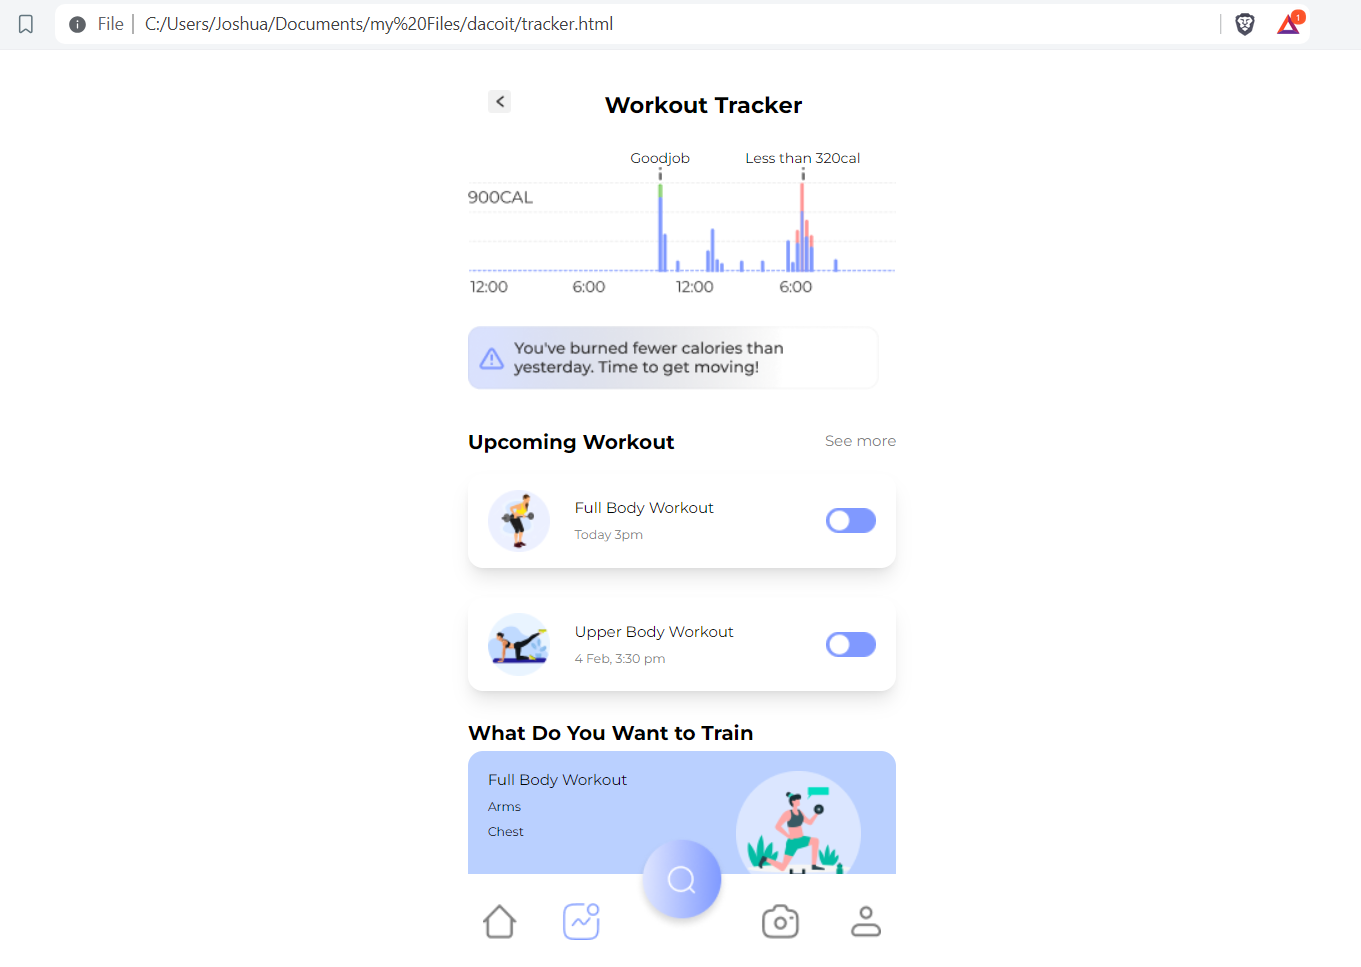 File C:/Users/Joshua/Documents/my%20Files/dacoit/tracker.html
1
Workout Tracker
Goodjob Less than 320cal
900CAL
12:00 6:00 12:00 6:00
You've burned fewer calories than
yesterday. Time to get moving!
Upcoming Workout See more
Full Body Workout
Today 3pm
Upper Body Workout
4 Feb, 3:30 pm
What Do You Want to Train
Full Body Workout
Arms
Chest